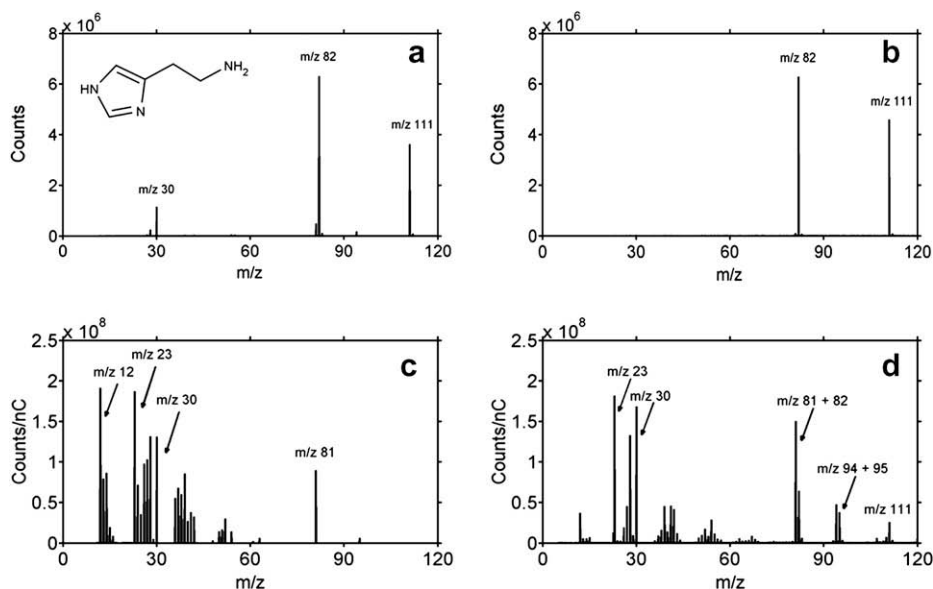 x 10^6
a
8
6
4
2
0
Counts
HN
N
NH₂
m/z 82
m/z 111
m/z 30
0 30 60 90 120
m/z
x 10^6
b
8
6
4
2
0
Counts
m/z 82
m/z 111
0 30 60 90 120
m/z
x 10^8
c
2.5
2
1.5
1
0.5
0
Counts/nC
m/z 23
m/z 12
m/z 30
m/z 81
0 30 60 90 120
m/z
x 10^8
d
2.5
2
1.5
1
0.5
0
Counts/nC
m/z 23
m/z 30
m/z 81 + 82
m/z 94 + 95
m/z 111
0 30 60 90 120
m/z